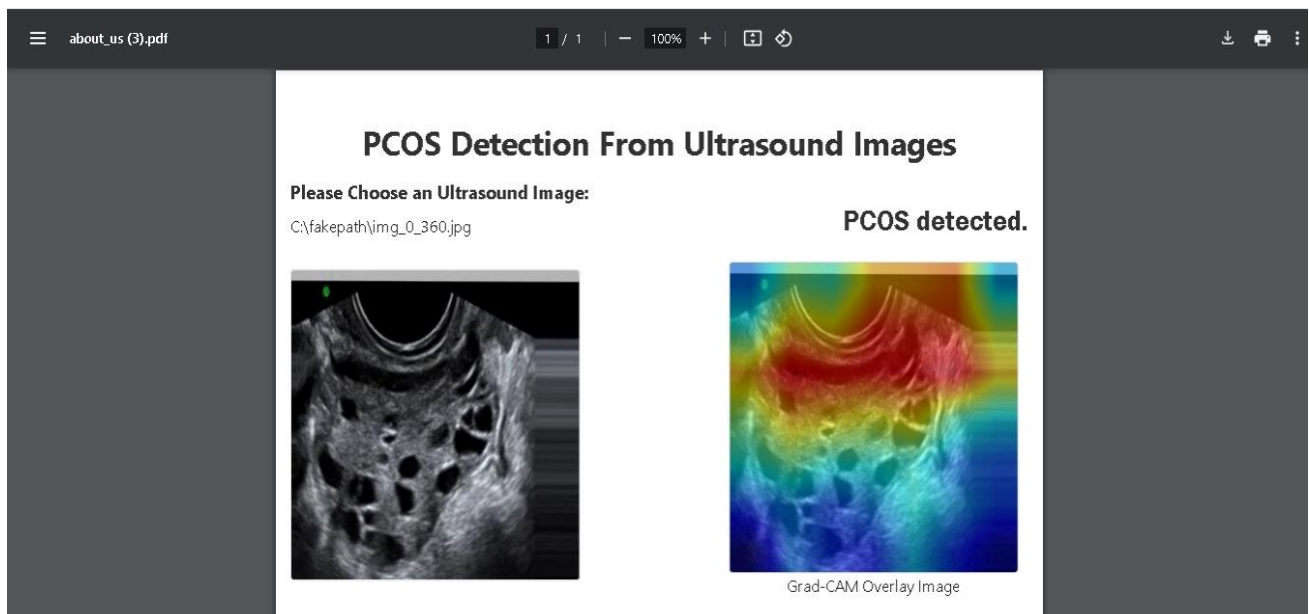 about_us (3).pdf
1 / 1
100%
PCOS Detection From Ultrasound Images
Please Choose an Ultrasound Image:
C:\fakepath\img_0_360.jpg
PCOS detected.
Grad-CAM Overlay Image